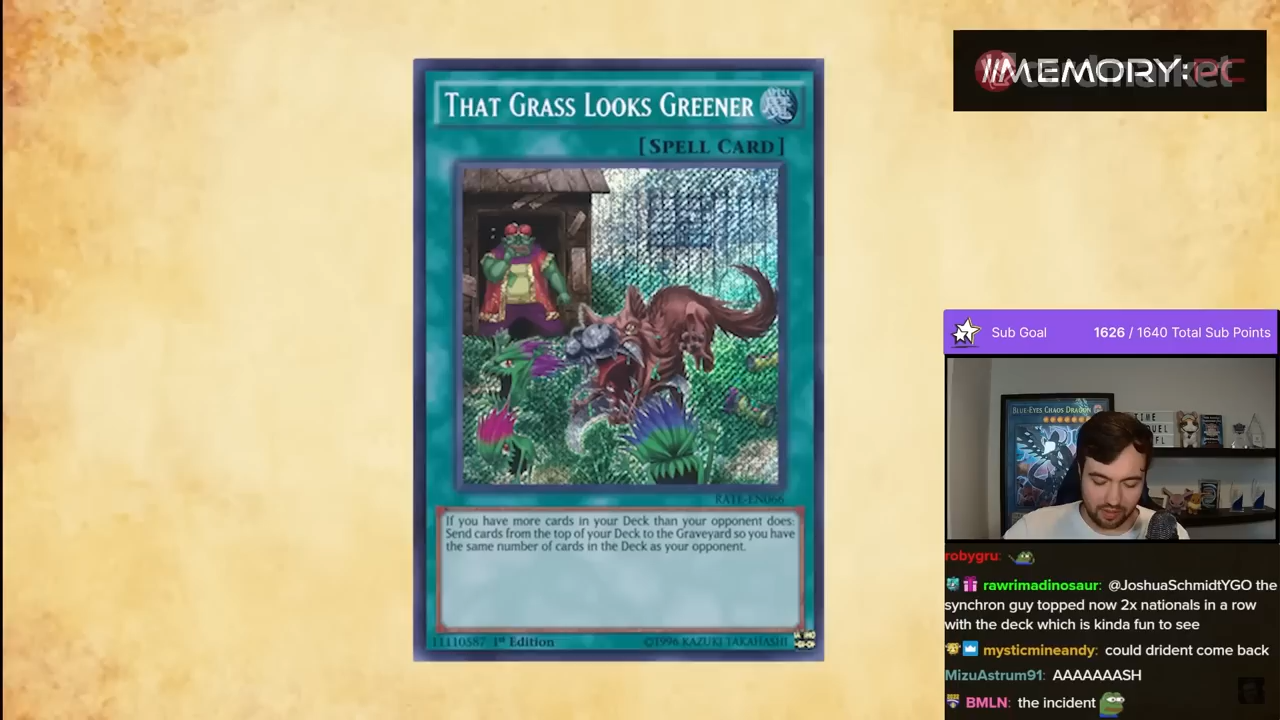 THAT GRASS LOOKS GREENER
[SPELL CARD]
RATE-EN066
If you have more cards in your Deck than your opponent does:
Send cards from the top of your Deck to the Graveyard so you have
the same number of cards in the Deck as your opponent.
11110587 1st Edition ©1996 KAZUKI TAKAHASHI
//MEMORY: PC
cardmarket
Sub Goal 1626 / 1640 Total Sub Points
BLUE-EYES CHAOS DRAGON
TIME
robygru:
rawrimadinosaur: @JoshuaSchmidtYGO the
synchron guy topped now 2x nationals in a row
with the deck which is kinda fun to see
mysticmineandy: could drident come back
MizuAstrum91: AAAAAAASH
BMLN: the incident